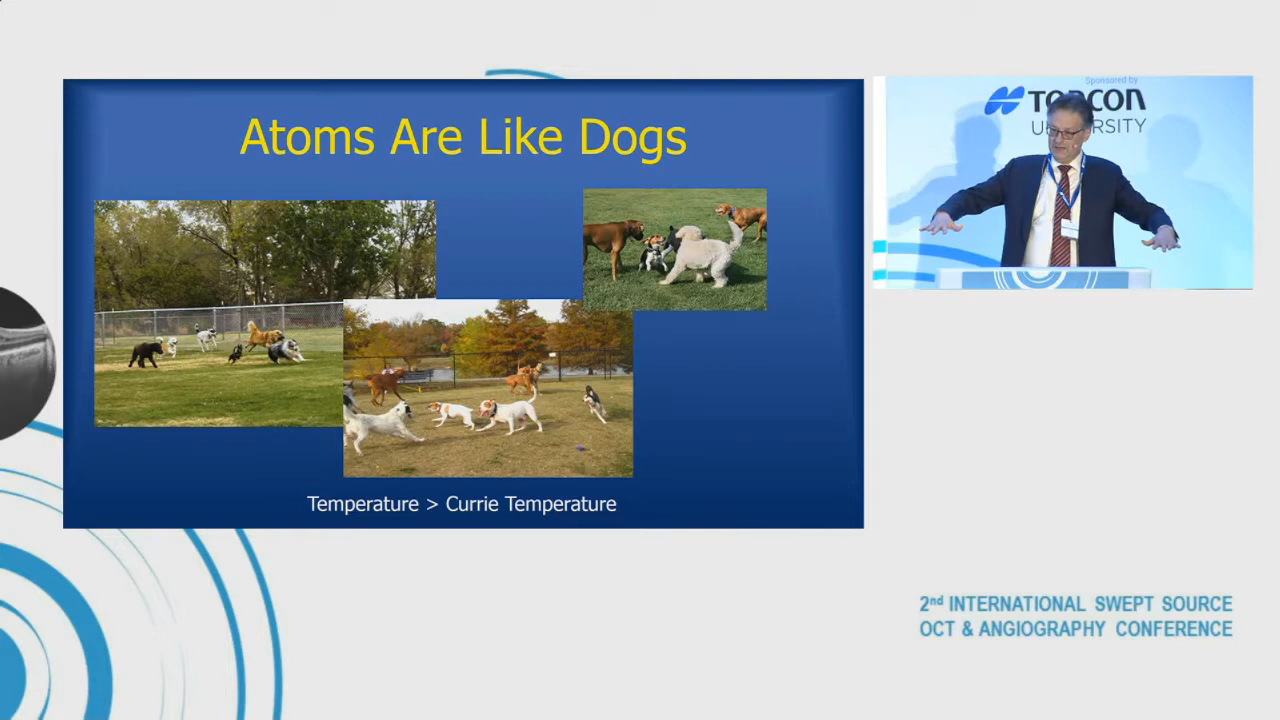 Atoms Are Like Dogs
Temperature > Currie Temperature
Sponsored by
TOPCON
UNIVERSITY
2nd INTERNATIONAL SWEPT SOURCE
OCT & ANGIOGRAPHY CONFERENCE